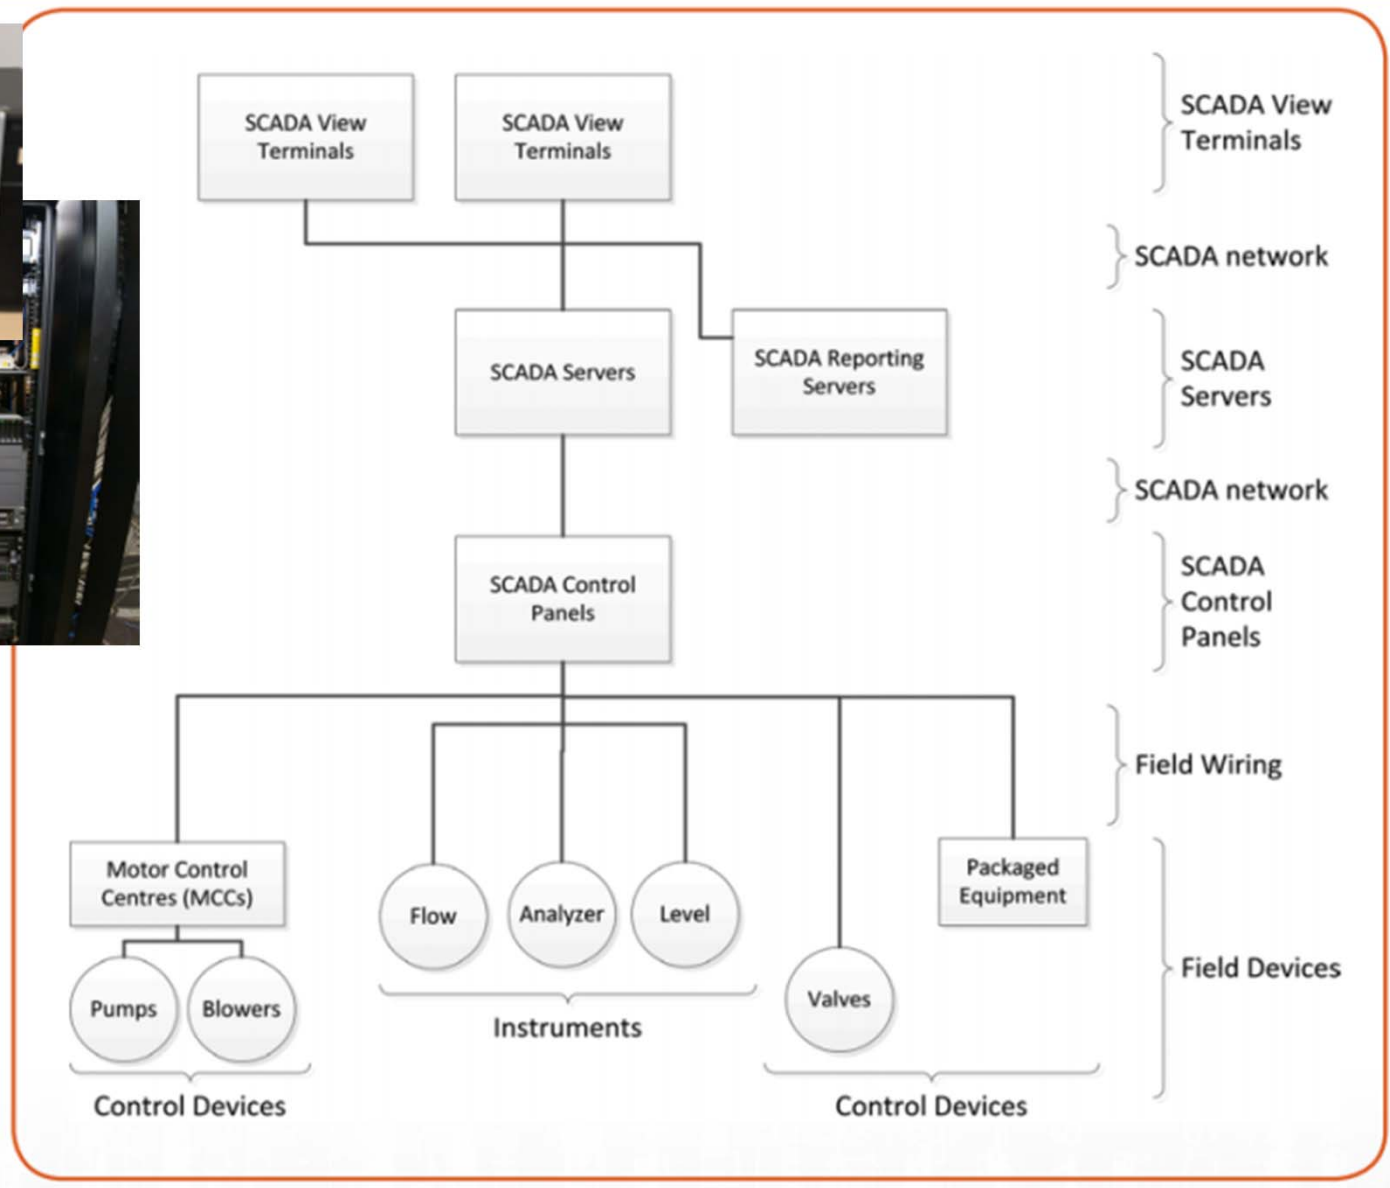 SCADA View
Terminals
SCADA View
Terminals
SCADA View
Terminals
SCADA network
SCADA Servers
SCADA Reporting
Servers
SCADA
Servers
SCADA network
SCADA Control
Panels
SCADA
Control
Panels
Field Wiring
Motor Control
Centres (MCCs)
Flow
Analyzer
Level
Packaged
Equipment
Pumps
Blowers
Valves
Field Devices
Instruments
Control Devices
Control Devices